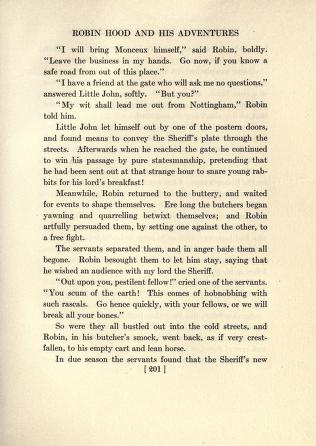 ROBIN HOOD AND HIS ADVENTURES
"I will bring Monceux himself," said Robin, boldly.
"Leave the business in my hands. Go now, if you know a
safe road from out of this place."
"I have a friend at the gate who will ask me no questions,"
answered Little John, softly. "But you?"
"My wit shall lead me out from Nottingham," Robin
told him.
Little John let himself out by one of the postern doors,
and found means to convey the Sheriff's plate through the
streets. Afterwards when he reached the gate, he continued
to win his passage by pure statesmanship, pretending that
he had been sent out at that strange hour to snare young rab-
bits for his lord's breakfast!
Meanwhile, Robin returned to the buttery, and waited
for events to shape themselves. Ere long the butchers began
yawning and quarrelling betwixt themselves; and Robin
artfully persuaded them, by setting one against the other, to
a free fight.
The servants separated them, and in anger bade them all
begone. Robin besought them to let him stay, saying that
he wished an audience with my lord the Sheriff.
"Out upon you, pestilent fellow!" cried one of the servants.
"You scum of the earth! This comes of hobnobbing with
such rascals. Go hence quickly, with your fellows, or we will
break all your bones."
So were they all bustled out into the cold streets, and
Robin, in his butcher's smock, went back, as if very crest-
fallen, to his empty cart and lean horse.
In due season the servants found that the Sheriff's new
[ 201 ]